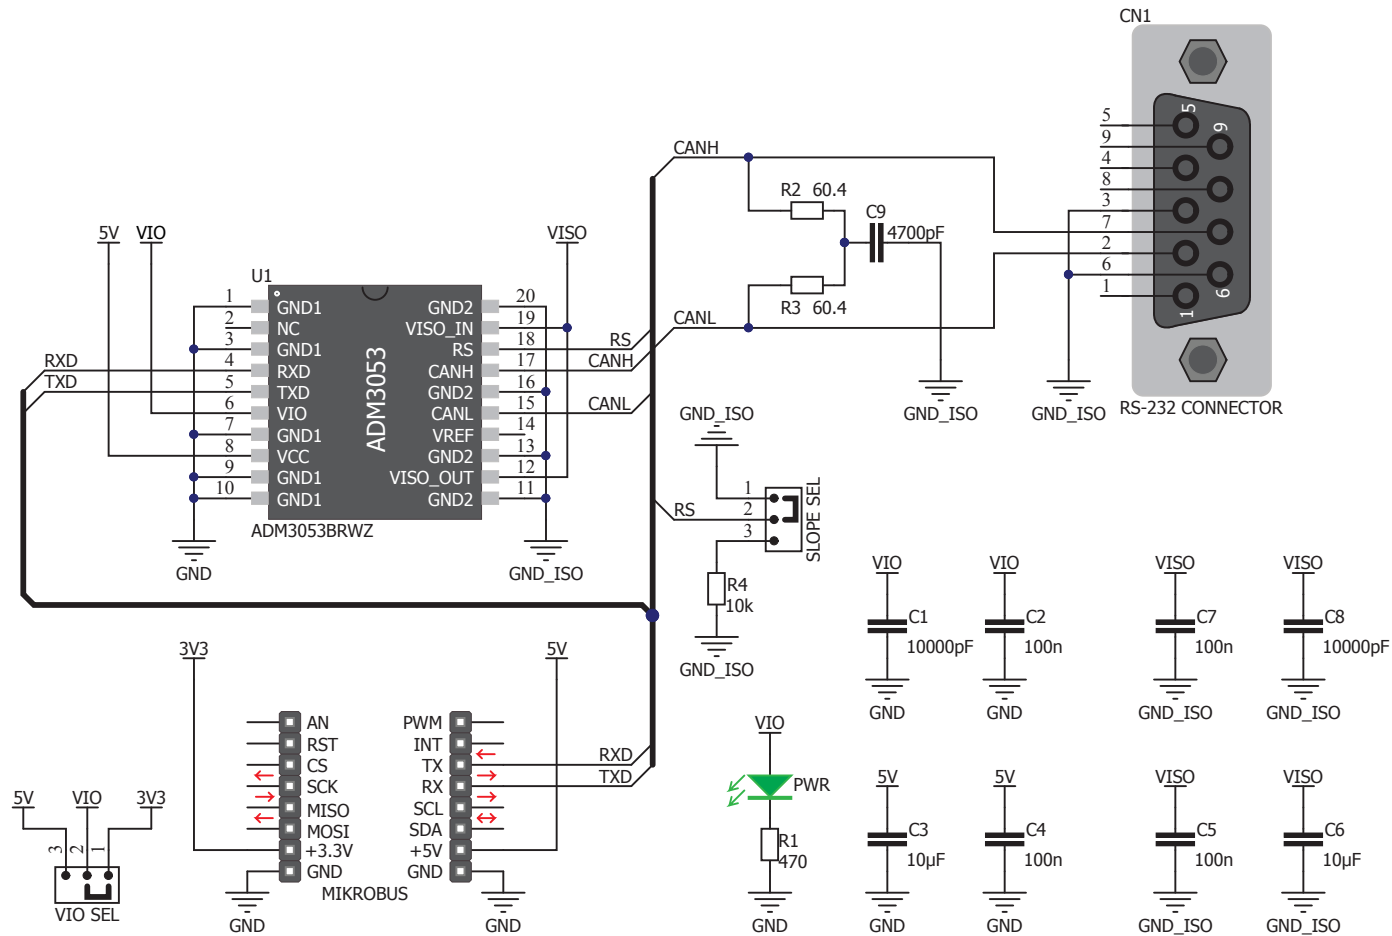 CN1
5
9
4
8
3
7
2
6
1
5
9
1
6
RS-232 CONNECTOR
CANH
R2 60.4
C9
4700pF
R3 60.4
CANL
GND_ISO
GND_ISO
5V VIO
VISO
U1
1 GND1
2 NC
3 GND1
4 RXD
5 TXD
6 VIO
7 GND1
8 VCC
9 GND1
10 GND1
GND2 20
VISO_IN 19
RS 18
CANH 17
GND2 16
CANL 15
VREF 14
GND2 13
VISO_OUT 12
GND2 11
ADM3053
ADM3053BRWZ
RXD
TXD
RS
CANH
CANL
GND
GND_ISO
GND_ISO
1
2
3
RS
SLOPE SEL
R4
10k
GND_ISO
3V3
5V
AN
RST
CS
SCK
MISO
MOSI
+3.3V
GND
PWM
INT
TX
RX
SCL
SDA
+5V
GND
RXD
TXD
MIKROBUS
GND
GND
5V VIO 3V3
3 2 1
VIO SEL
VIO
PWR
R1
470
GND
VIO
C1
10000pF
GND
VIO
C2
100n
GND
VISO
C7
100n
GND_ISO
VISO
C8
10000pF
GND_ISO
5V
C3
10µF
GND
5V
C4
100n
GND
VISO
C5
100n
GND_ISO
VISO
C6
10µF
GND_ISO